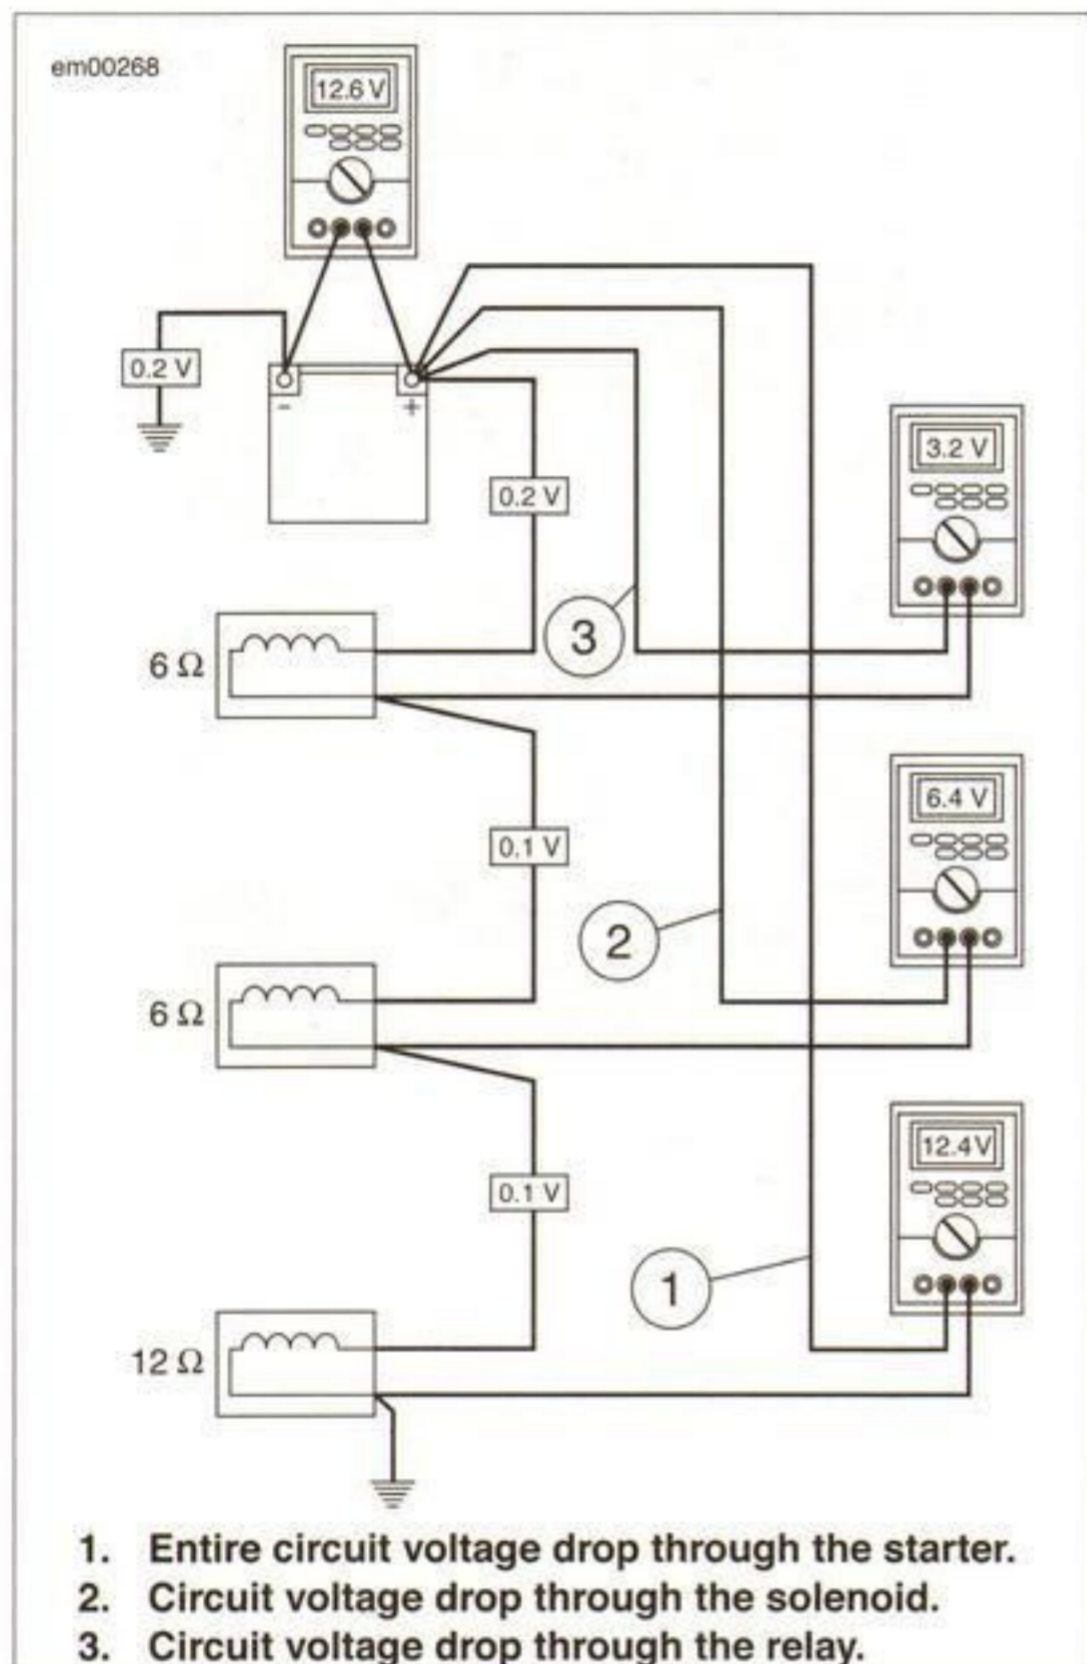 em00268
12.6 V
0.2 V
- +
3.2 V
0.2 V
3
6 Ω
6.4 V
0.1 V
2
6 Ω
12.4 V
0.1 V
1
12 Ω
1. Entire circuit voltage drop through the starter.
2. Circuit voltage drop through the solenoid.
3. Circuit voltage drop through the relay.